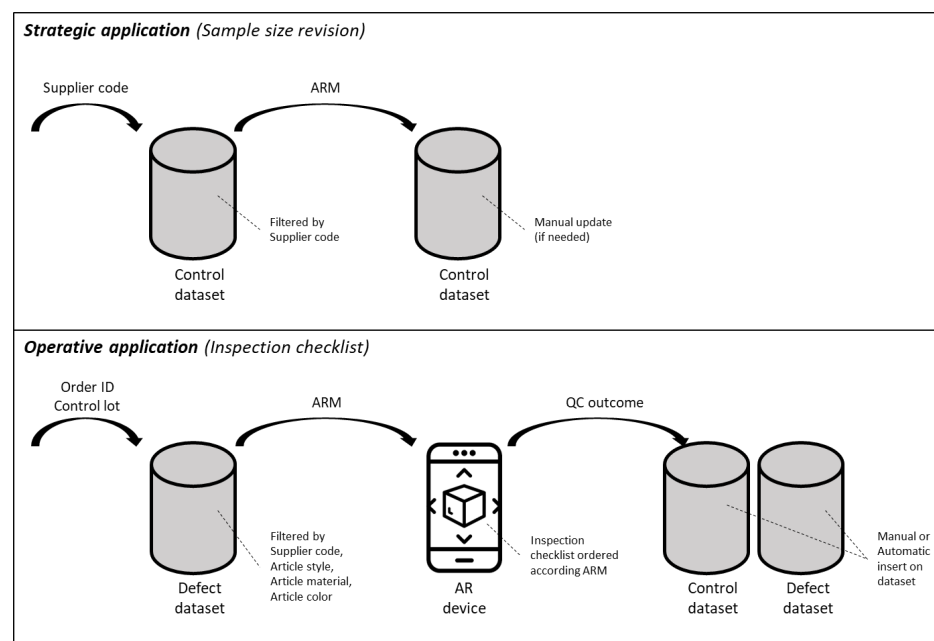 Strategic application (Sample size revision)
Supplier code
ARM
Filtered by
Supplier code
Manual update
(if needed)
Control
dataset
Control
dataset
Operative application (Inspection checklist)
Order ID
Control lot
ARM
QC outcome
Filtered by
Supplier code,
Article style,
Article material,
Article color
Inspection
checklist ordered
according ARM
Manual or
Automatic
insert on
dataset
Defect
dataset
AR
device
Control
dataset
Defect
dataset